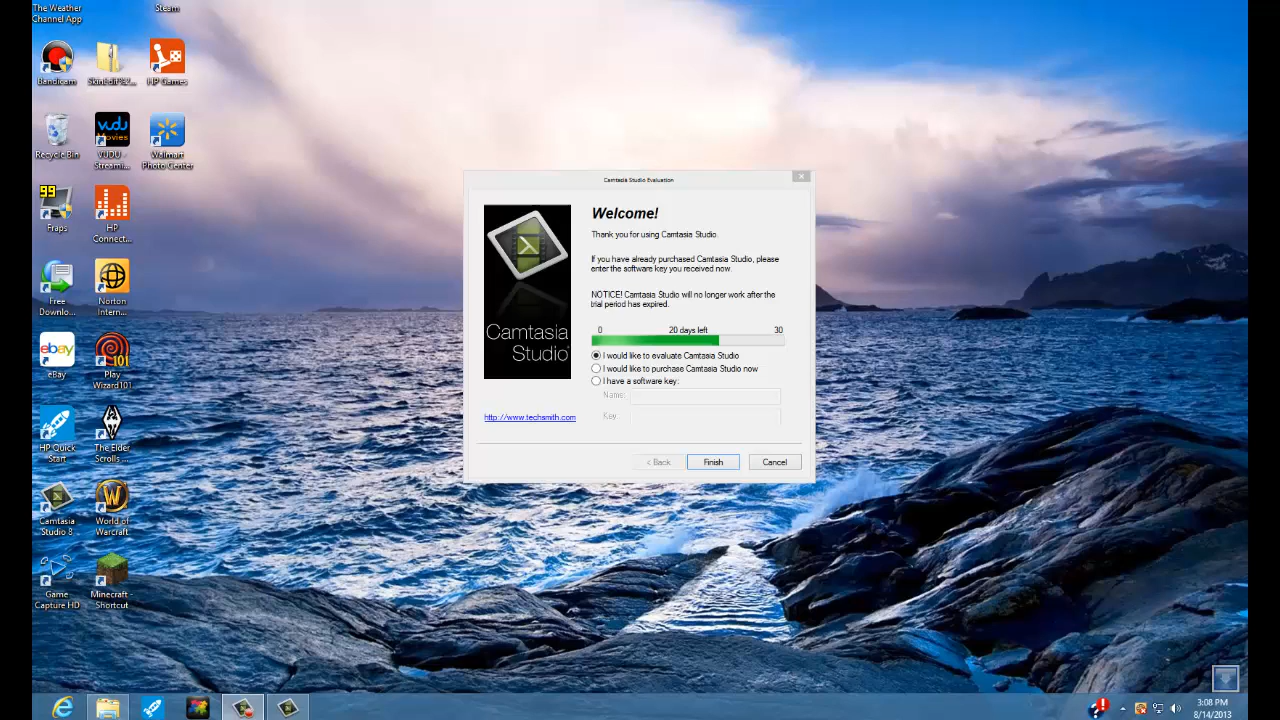 The Weather
Channel App
Steam
Bandicam
HP Games
Recycle Bin
vudu
Movies
VUDU -
Streami...
Walmart
Photo Center
99
Fraps
HP
Connect...
Free
Downlo...
Norton
Intern...
ebay
eBay
101
Play
Wizard101
HP Quick
Start
The Elder
Scrolls ...
Camtasia
Studio 8
World of
Warcraft
Game
Capture HD
Minecraft -
Shortcut
Camtasia Studio Evaluation
Camtasia
Studio®
http://www.techsmith.com
Welcome!
Thank you for using Camtasia Studio.
If you have already purchased Camtasia Studio, please
enter the software key you received now.
NOTICE! Camtasia Studio will no longer work after the
trial period has expired.
0 20 days left 30
I would like to evaluate Camtasia Studio
I would like to purchase Camtasia Studio now
I have a software key:
Name:
Key:
< Back Finish Cancel
3:08 PM
8/14/2013